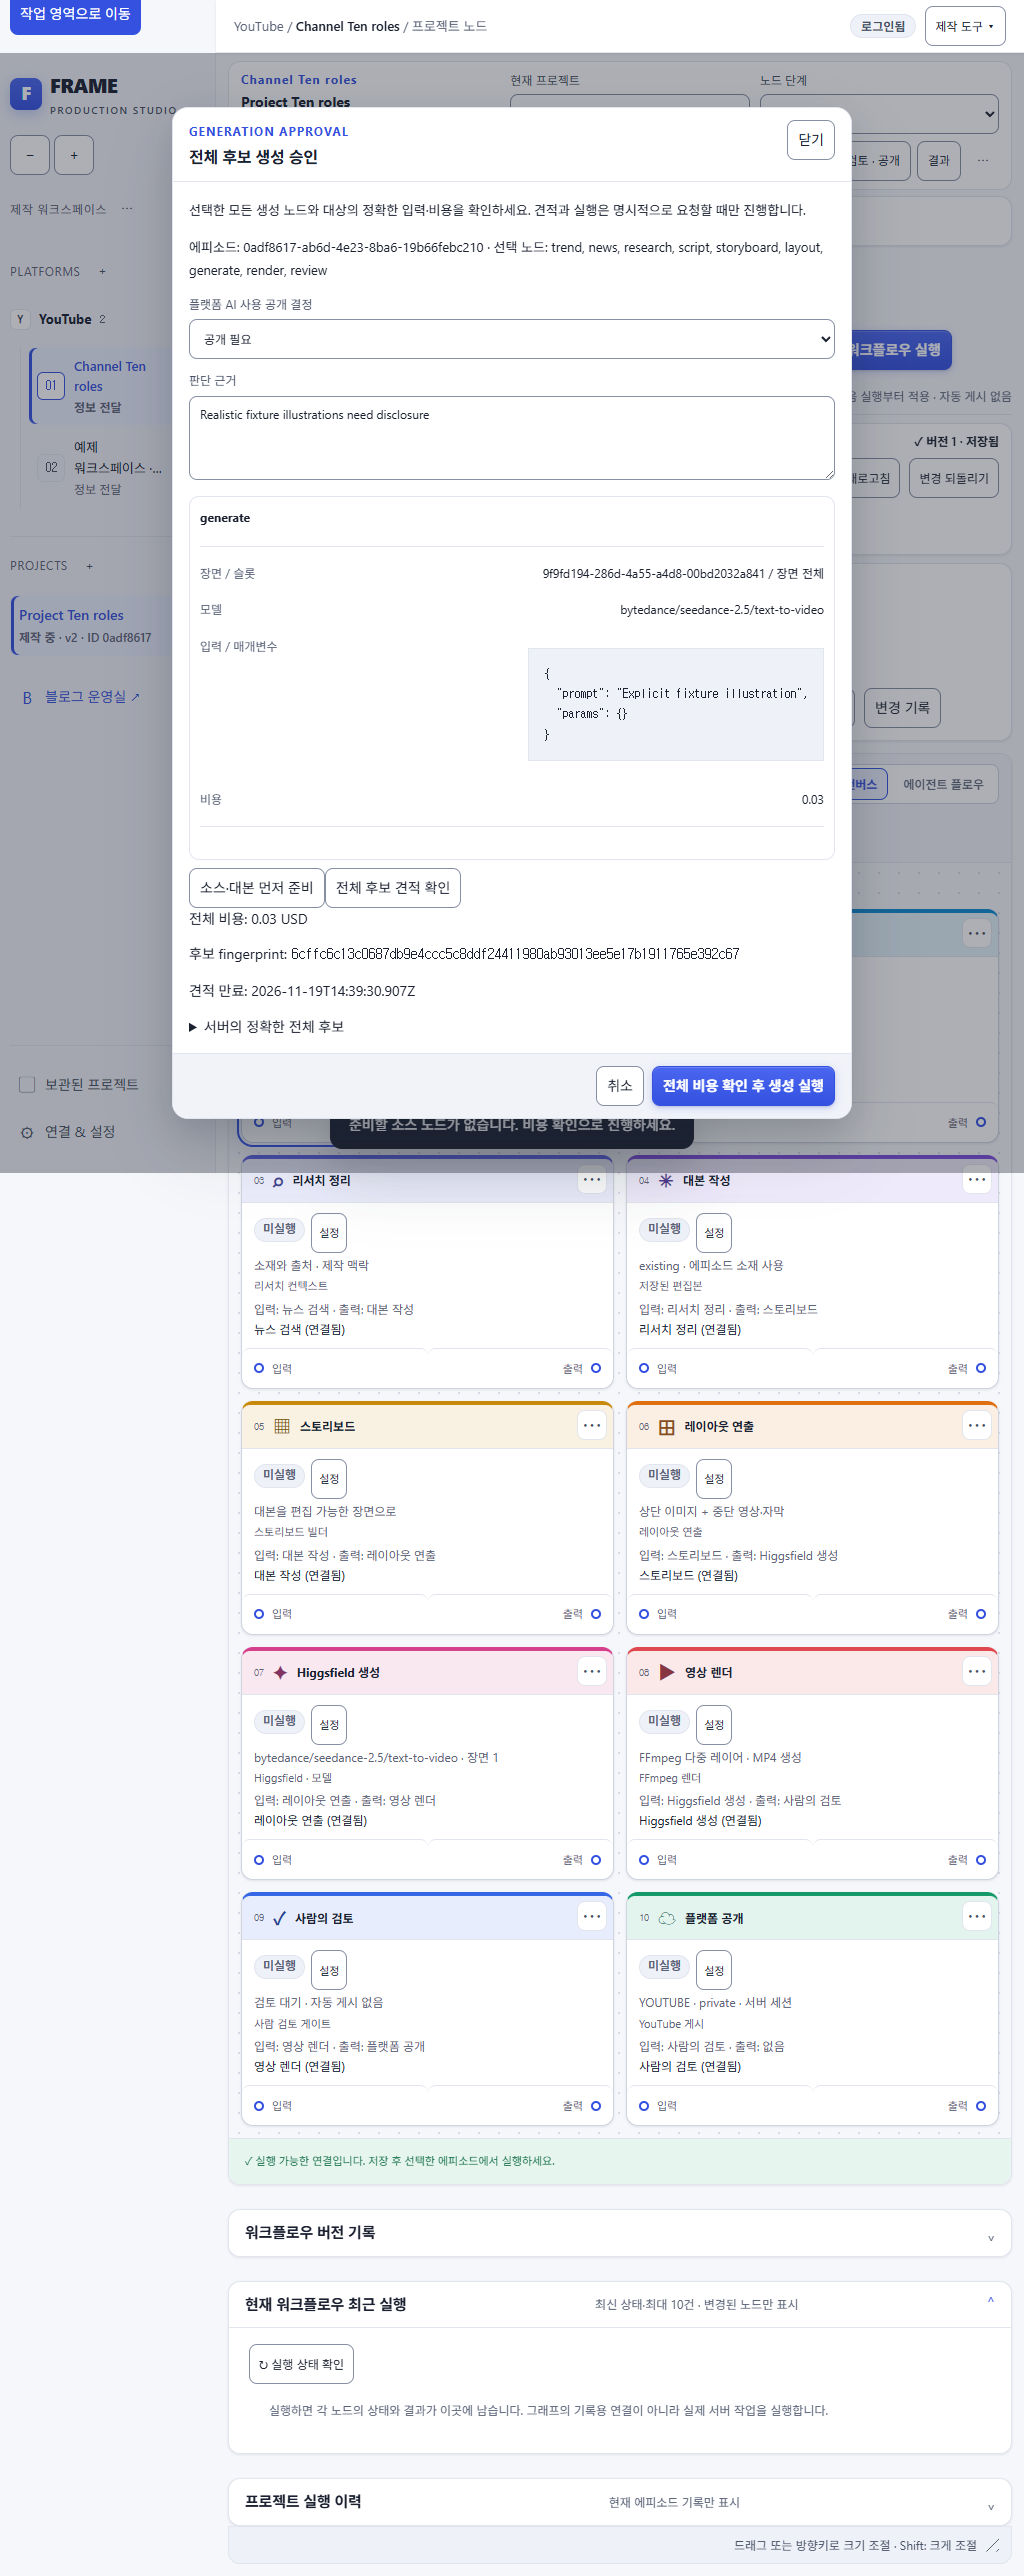 작업 영역으로 이동
YouTube / Channel Ten roles / 프로젝트 노드
로그인됨
제작 도구
F
FRAME
PRODUCTION STUDIO
−
+
제작 워크스페이스
PLATFORMS +
Y YouTube 2
01
Channel Ten
roles
정보 전달
02
예제
워크스페이스 ·...
정보 전달
PROJECTS +
Project Ten roles
제작 중 · v2 · ID 0adf8617
B 블로그 운영실 ↗
보관된 프로젝트
연결 & 설정
Channel Ten roles
Project Ten roles
현재 프로젝트
노드 단계
검토 · 공개
결과
워크플로우 실행
실행부터 적용 · 자동 게시 없음
✓ 버전 1 · 저장됨
새로고침
변경 되돌리기
변경 기록
캔버스
에이전트 플로우
GENERATION APPROVAL
전체 후보 생성 승인
닫기
선택한 모든 생성 노드와 대상의 정확한 입력·비용을 확인하세요. 견적과 실행은 명시적으로 요청할 때만 진행합니다.
에피소드: 0adf8617-ab6d-4e23-8ba6-19b66febc210 · 선택 노드: trend, news, research, script, storyboard, layout,
generate, render, review
플랫폼 AI 사용 공개 결정
공개 필요
판단 근거
Realistic fixture illustrations need disclosure
generate
장면 / 슬롯
9f9fd194-286d-4a55-a4d8-00bd2032a841 / 장면 전체
모델
bytedance/seedance-2.5/text-to-video
입력 / 매개변수
{
"prompt": "Explicit fixture illustration",
"params": {}
}
비용
0.03
소스·대본 먼저 준비
전체 후보 견적 확인
전체 비용: 0.03 USD
후보 fingerprint: 6cffc6c13c0687db9e4ccc5c8ddf24411980ab93013ee5e17b1911765e392c67
견적 만료: 2026-11-19T14:39:30.907Z
▶ 서버의 정확한 전체 후보
취소
전체 비용 확인 후 생성 실행
입력
준비할 소스 노드가 없습니다. 비용 확인으로 진행하세요.
출력
03 리서치 정리
미실행
설정
소재와 출처 · 제작 맥락
리서치 컨텍스트
입력: 뉴스 검색 · 출력: 대본 작성
뉴스 검색 (연결됨)
입력
출력
04 대본 작성
미실행
설정
existing · 에피소드 소재 사용
저장된 편집본
입력: 리서치 정리 · 출력: 스토리보드
리서치 정리 (연결됨)
입력
출력
05 스토리보드
미실행
설정
대본을 편집 가능한 장면으로
스토리보드 빌더
입력: 대본 작성 · 출력: 레이아웃 연출
대본 작성 (연결됨)
입력
출력
06 레이아웃 연출
미실행
설정
상단 이미지 + 중단 영상·자막
레이아웃 연출
입력: 스토리보드 · 출력: Higgsfield 생성
스토리보드 (연결됨)
입력
출력
07 Higgsfield 생성
미실행
설정
bytedance/seedance-2.5/text-to-video · 장면 1
Higgsfield · 모델
입력: 레이아웃 연출 · 출력: 영상 렌더
레이아웃 연출 (연결됨)
입력
출력
08 영상 렌더
미실행
설정
FFmpeg 다중 레이어 · MP4 생성
FFmpeg 렌더
입력: Higgsfield 생성 · 출력: 사람의 검토
Higgsfield 생성 (연결됨)
입력
출력
09 사람의 검토
미실행
설정
검토 대기 · 자동 게시 없음
사람 검토 게이트
입력: 영상 렌더 · 출력: 플랫폼 공개
영상 렌더 (연결됨)
입력
출력
10 플랫폼 공개
미실행
설정
YOUTUBE · private · 서버 세션
YouTube 게시
입력: 사람의 검토 · 출력: 없음
사람의 검토 (연결됨)
입력
출력
✓ 실행 가능한 연결입니다. 저장 후 선택한 에피소드에서 실행하세요.
워크플로우 버전 기록
현재 워크플로우 최근 실행
최신 상태·최대 10건 · 변경된 노드만 표시
↻ 실행 상태 확인
실행하면 각 노드의 상태와 결과가 이곳에 남습니다. 그래프의 기록용 연결이 아니라 실제 서버 작업을 실행합니다.
프로젝트 실행 이력
현재 에피소드 기록만 표시
드래그 또는 방향키로 크기 조절 · Shift: 크게 조절